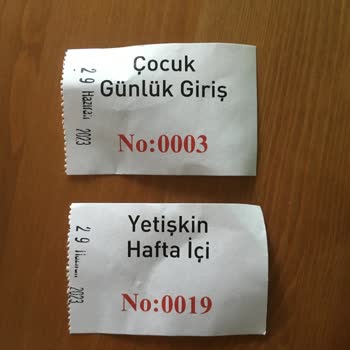 Çocuk
Günlük Giriş
No:0003
29 Haziran 2023
Yetişkin
Hafta İçi
No:0019
29 2023